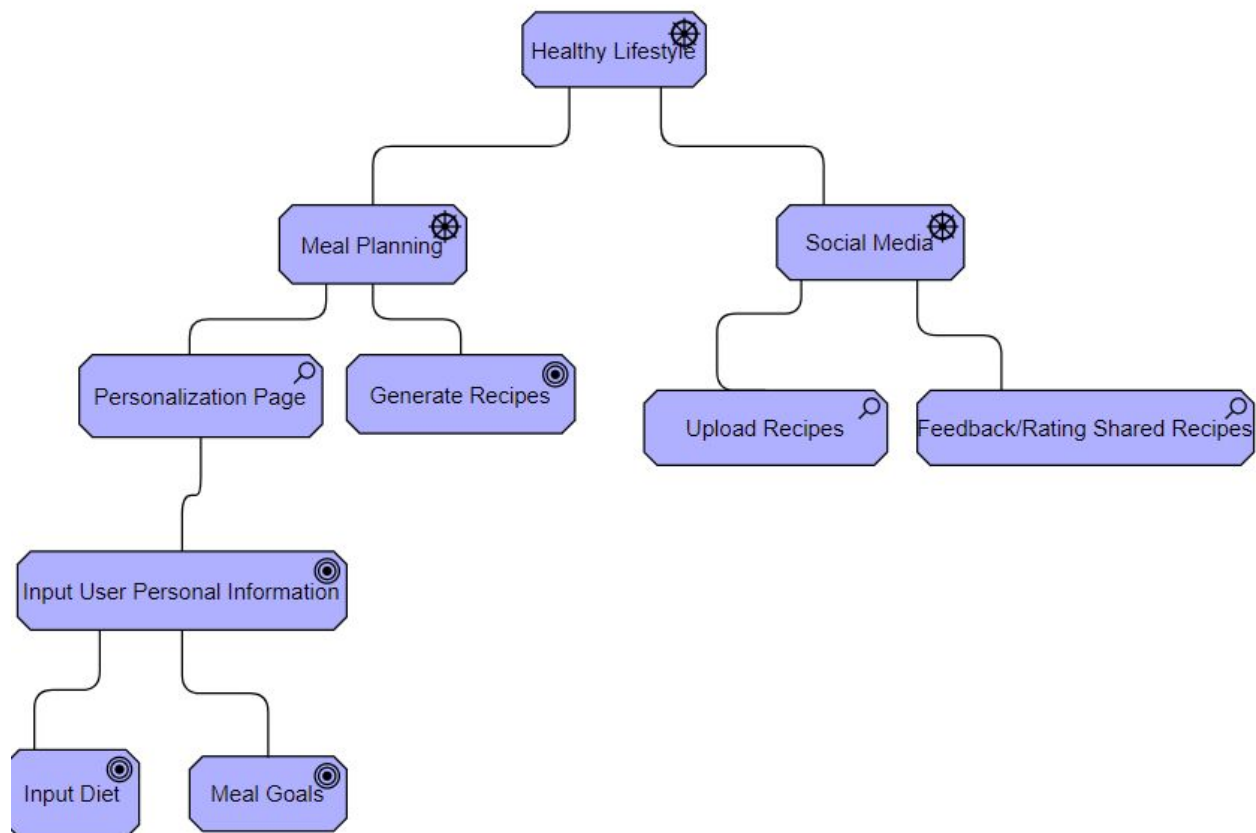 Healthy Lifestyle
Meal Planning
Social Media
Personalization Page
Generate Recipes
Upload Recipes
Feedback/Rating Shared Recipes
Input User Personal Information
Input Diet
Meal Goals